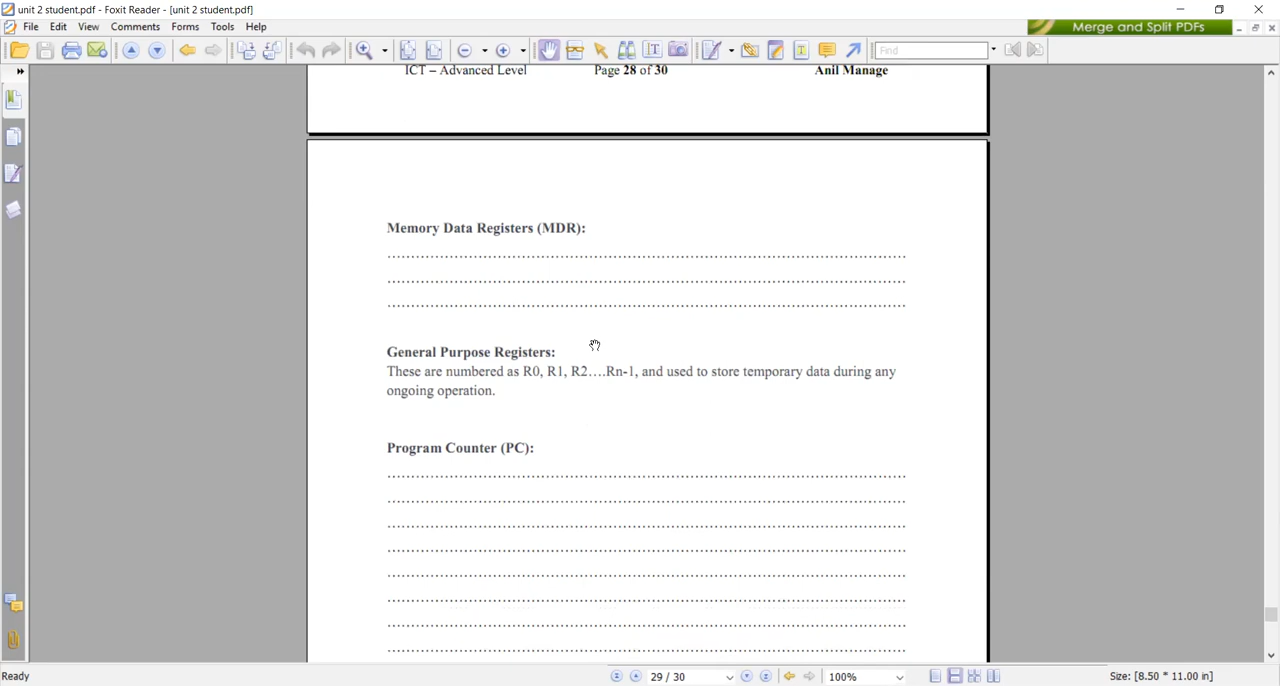 unit 2 student.pdf - Foxit Reader - [unit 2 student.pdf]
File Edit View Comments Forms Tools Help
Merge and Split PDFs
Find
ICT – Advanced Level Page 28 of 30 Anil Manage
Memory Data Registers (MDR):
........................................................................................................
........................................................................................................
........................................................................................................
General Purpose Registers:
These are numbered as R0, R1, R2….Rn-1, and used to store temporary data during any
ongoing operation.
Program Counter (PC):
........................................................................................................
........................................................................................................
........................................................................................................
........................................................................................................
........................................................................................................
........................................................................................................
........................................................................................................
........................................................................................................
Ready
29 / 30
100%
Size: [8.50 * 11.00 in]